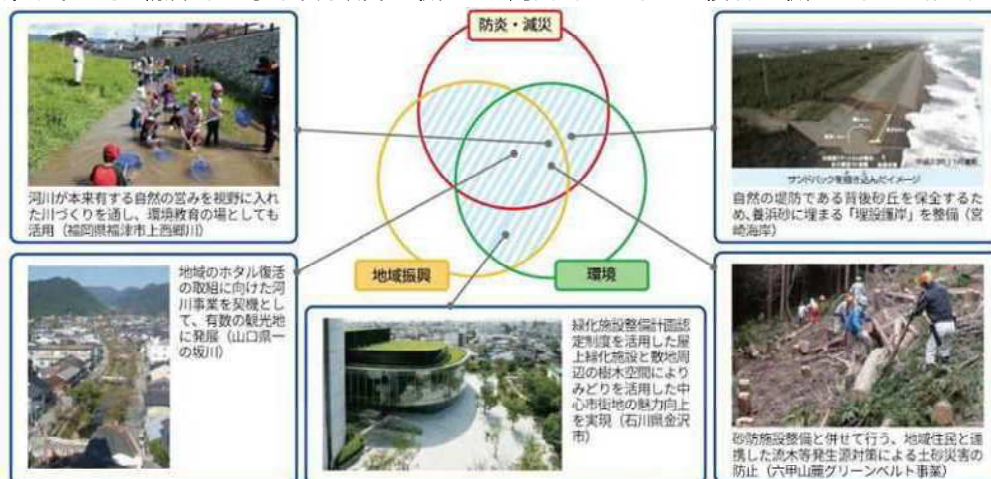 防炎・減災
地域振興
環境
河川が本来有する自然の営みを視野に入れ
た川づくりを通し、環境教育の場としても
活用（福岡県福津市上西郷川）
サンドパックを描き込んだイメージ
自然の堤防である背後砂丘を保全するた
め、養浜砂に埋まる「埋設護岸」を整備（宮
崎海岸）
地域のホタル復活
の取組に向けた河
川事業を契機とし
て、有数の観光地
に発展（山口県一
の坂川）
緑化施設整備計画認
定制度を活用した屋
上緑化施設と敷地周
辺の樹木空間により
みどりを活用した中
心市街地の魅力向上
を実現（石川県金沢
市）
砂防施設整備と併せて行う、地域住民と連
携した流木等発生源対策による土砂災害の
防止（六甲山麓グリーンベルト事業）